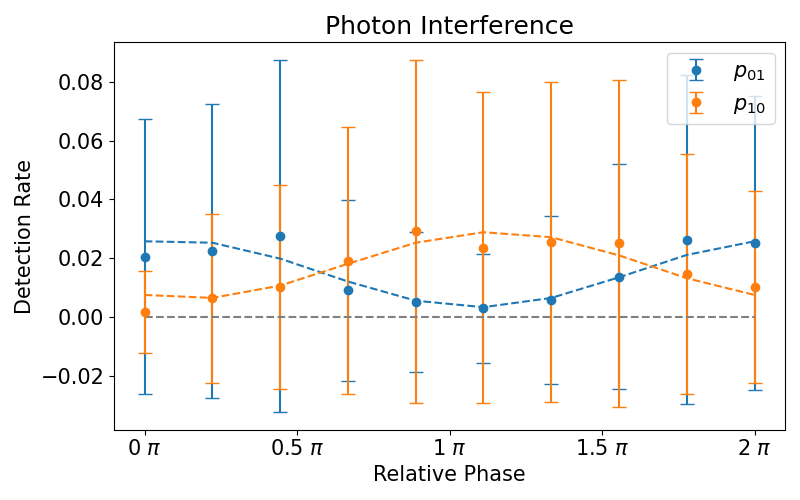 Photon Interference
Detection Rate
0.08
0.06
0.04
0.02
0.00
−0.02
p01
p10
0 π
0.5 π
1 π
1.5 π
2 π
Relative Phase